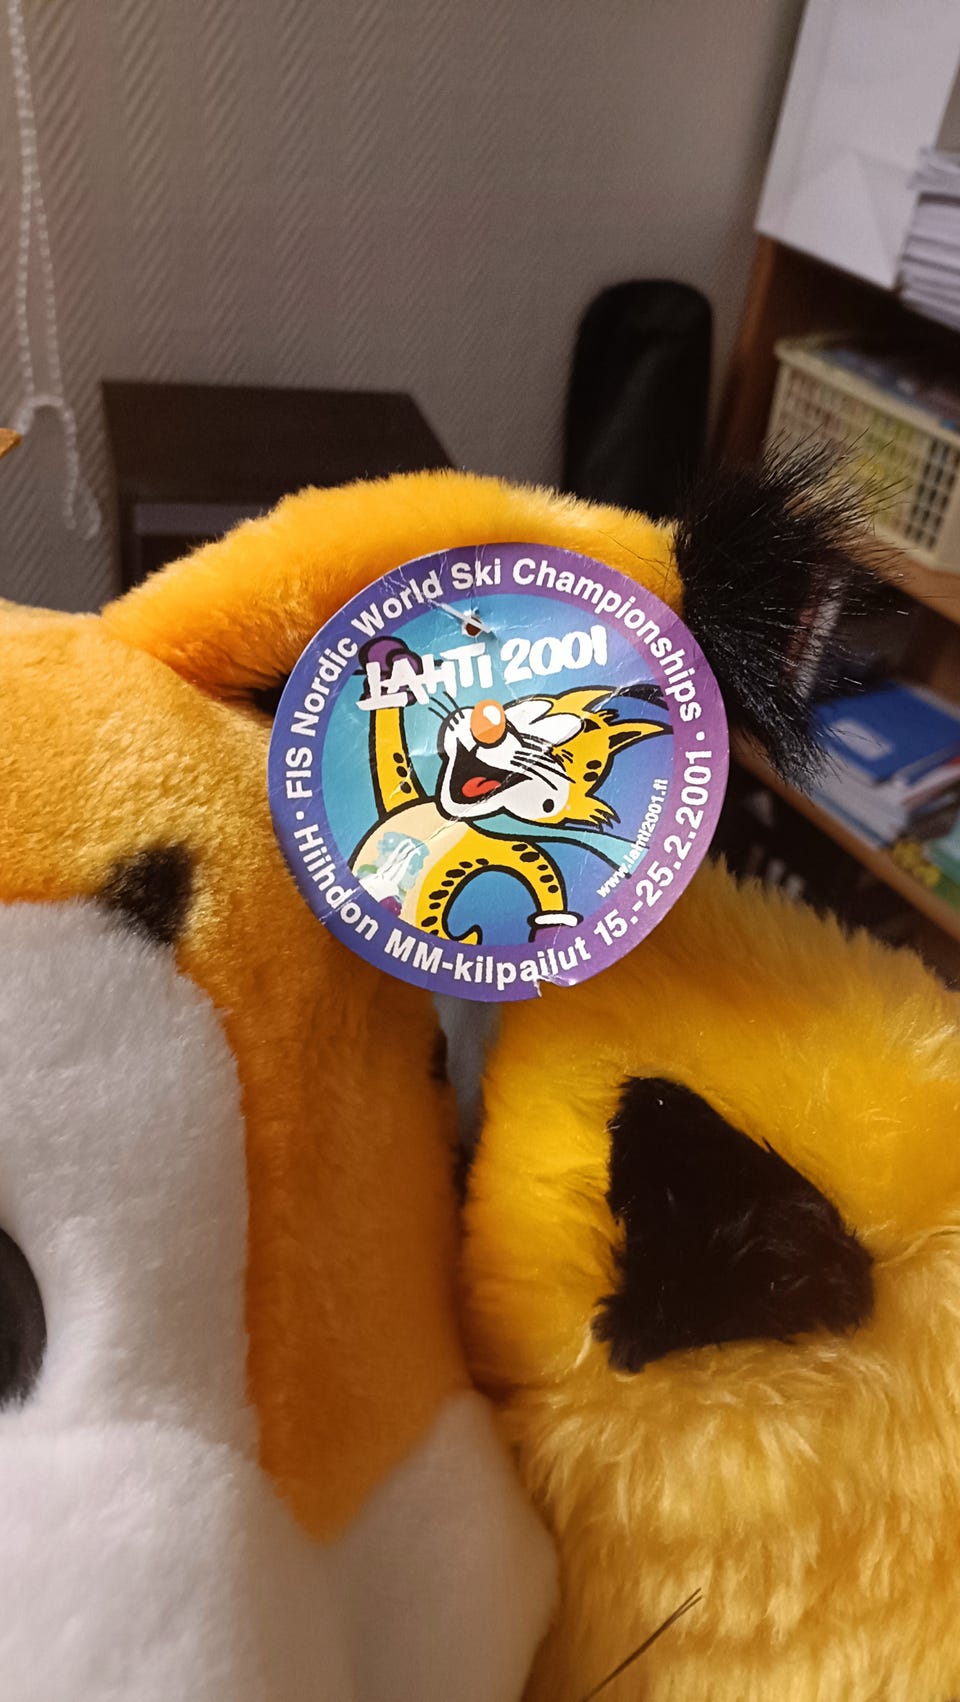 • FIS Nordic World Ski Championships •
LAHTI 2001
www.lahti2001.fi
Hiihdon MM-kilpailut 15.-25.2.2001